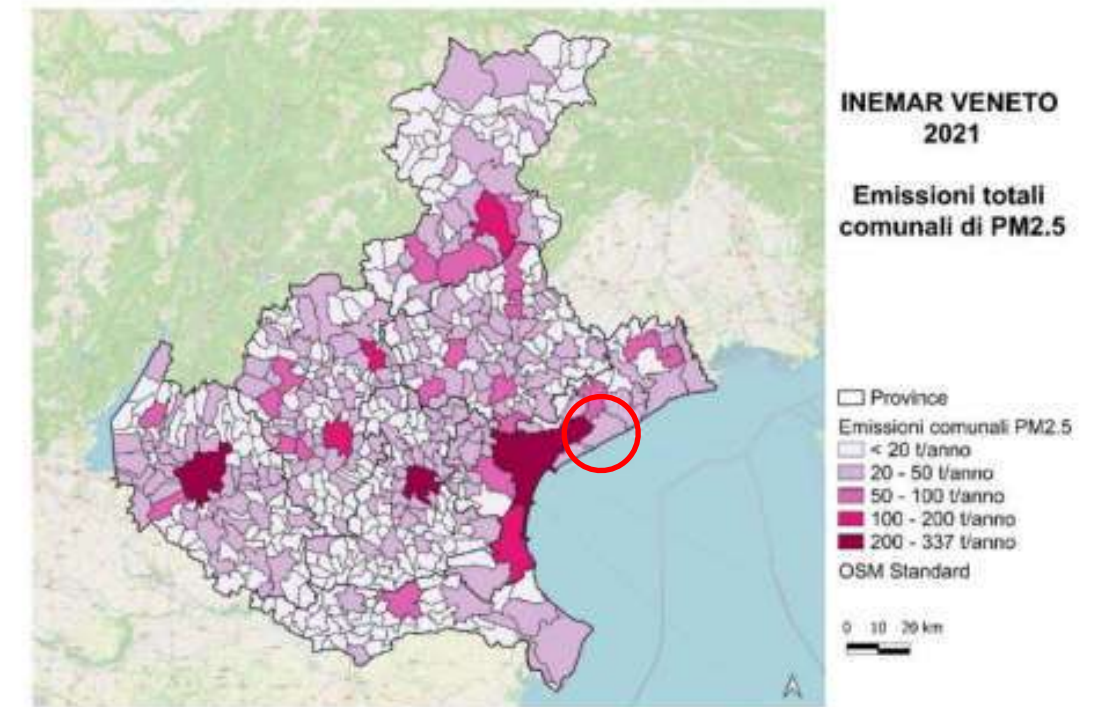 INEMAR VENETO
2021
Emissioni totali
comunali di PM2.5
Province
Emissioni comunali PM2.5
< 20 t/anno
20 - 50 t/anno
50 - 100 t/anno
100 - 200 t/anno
200 - 337 t/anno
OSM Standard
0 10 20 km